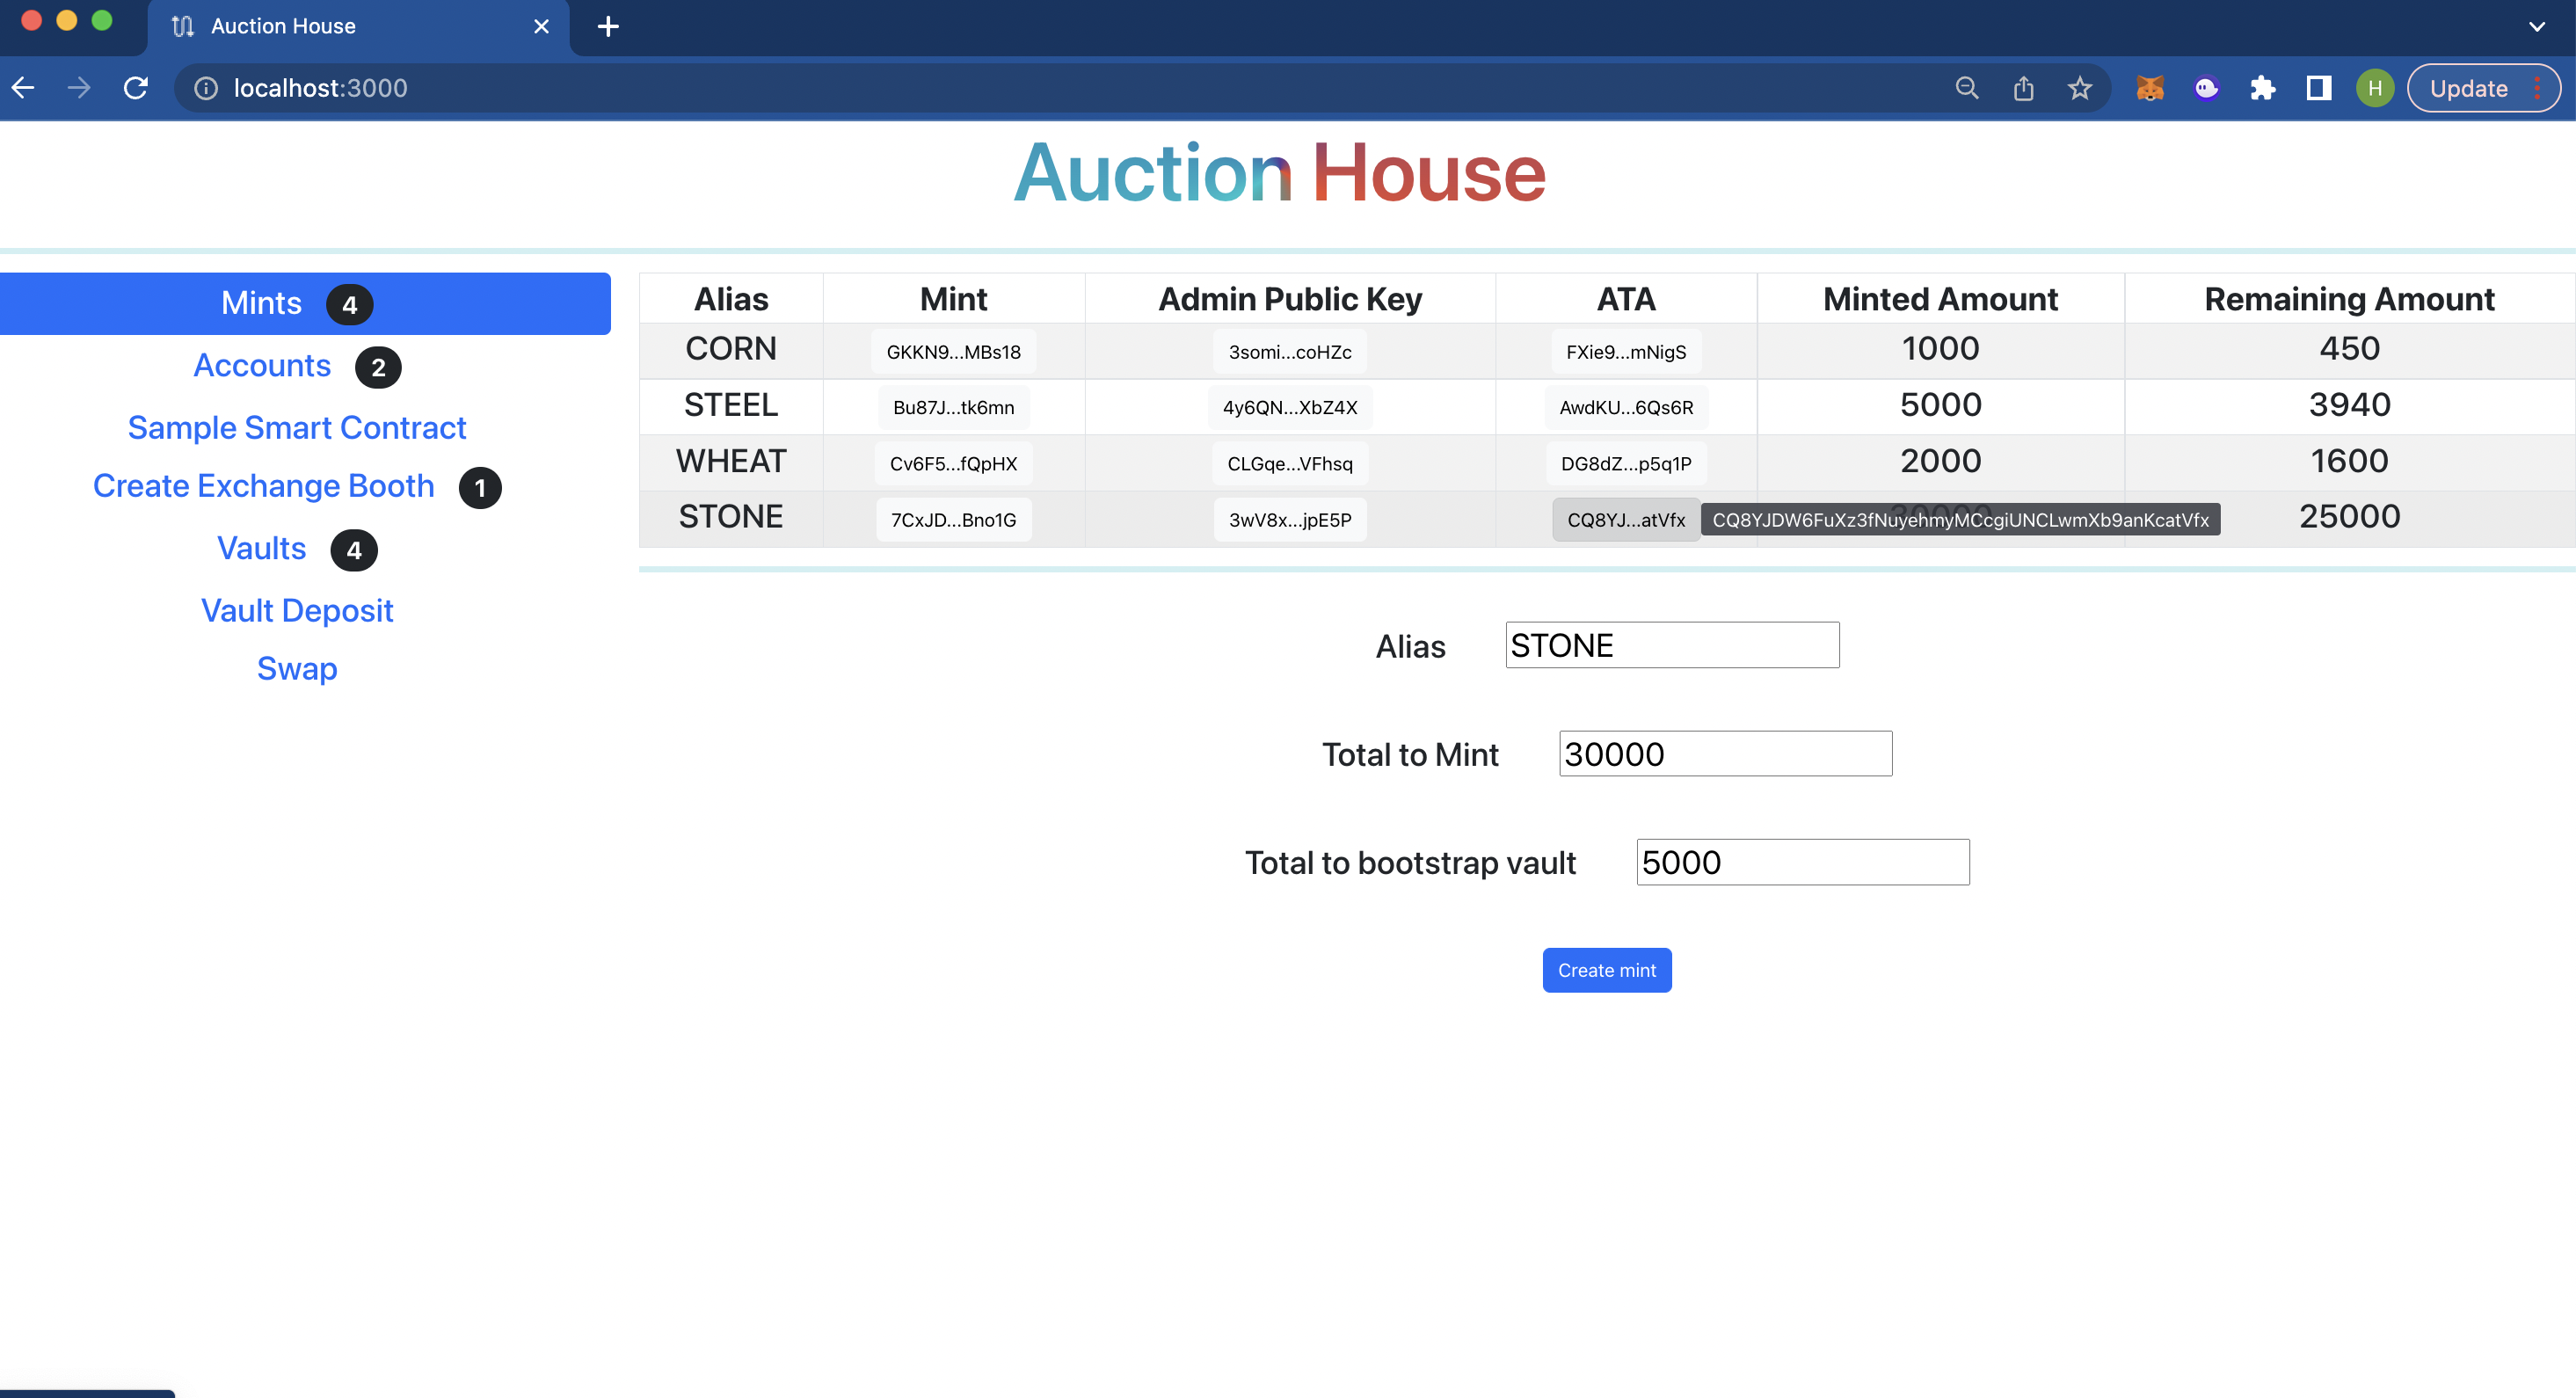 Auction House
localhost:3000
H
Update
Auction House
Mints 4
Accounts 2
Sample Smart Contract
Create Exchange Booth 1
Vaults 4
Vault Deposit
Swap
Alias Mint Admin Public Key ATA Minted Amount Remaining Amount
CORN GKKN9...MBs18 3somi...coHZc FXie9...mNigS 1000 450
STEEL Bu87J...tk6mn 4y6QN...XbZ4X AwdKU...6Qs6R 5000 3940
WHEAT Cv6F5...fQpHX CLGqe...VFhsq DG8dZ...p5q1P 2000 1600
STONE 7CxJD...Bno1G 3wV8x...jpE5P CQ8YJ...atVfx CQ8YJDW6FuXz3fNuyehmyMCcgiUNCLwmXb9anKcatVfx 30000 25000
Alias STONE
Total to Mint 30000
Total to bootstrap vault 5000
Create mint